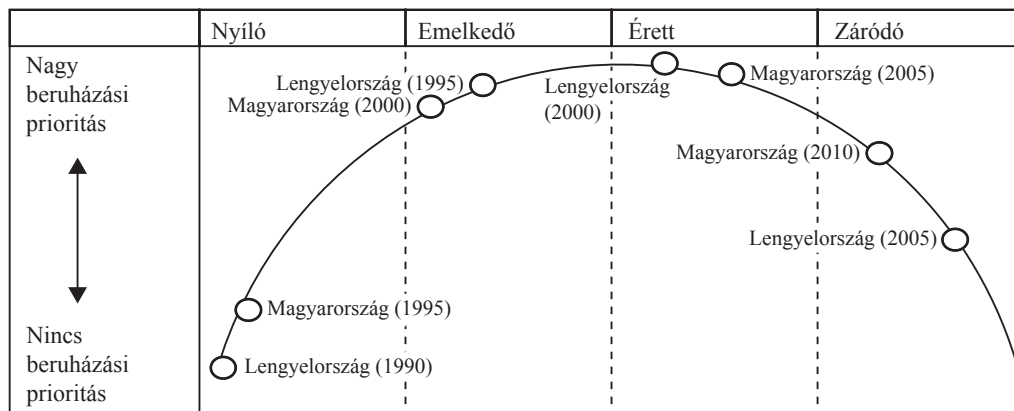 Nyíló
Emelkedő
Érett
Záródó
Nagy
beruházási
prioritás
Nincs
beruházási
prioritás
Lengyelország (1995)
Magyarország (2000)
Lengyelország
(2000)
Magyarország (2005)
Magyarország (2010)
Lengyelország (2005)
Magyarország (1995)
Lengyelország (1990)